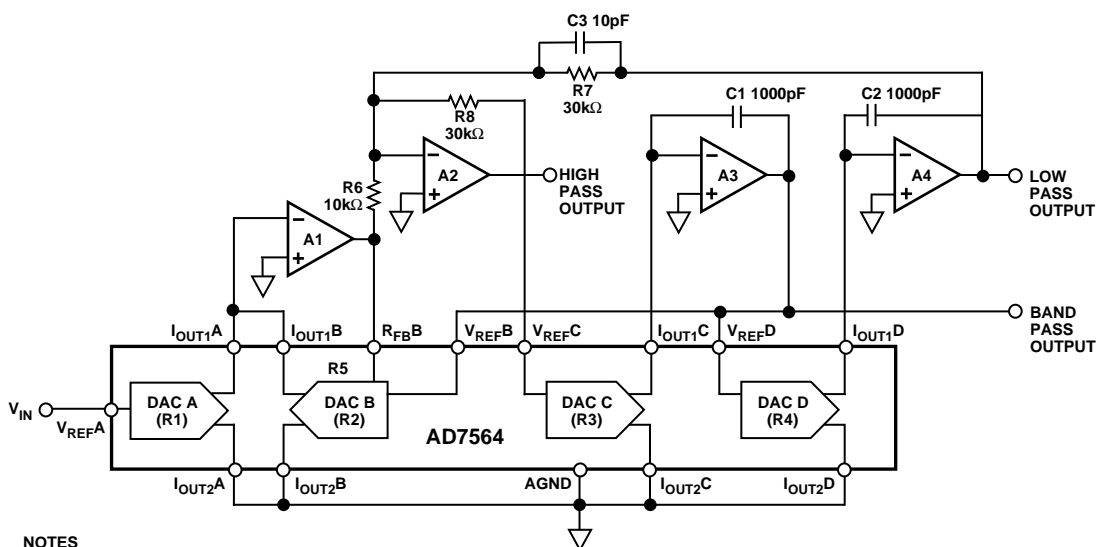 C3 10pF
R7
30kΩ
C1 1000pF
C2 1000pF
R8
30kΩ
–
A2
+
–
A3
+
–
A4
+
HIGH
PASS
OUTPUT
LOW
PASS
OUTPUT
R6
10kΩ
–
A1
+
BAND
PASS
OUTPUT
IOUT1A
IOUT1B
RFBB
VREFB
VREFC
IOUT1C
VREFD
IOUT1D
R5
VIN
VREFA
DAC A
(R1)
DAC B
(R2)
AD7564
DAC C
(R3)
DAC D
(R4)
IOUT2A
IOUT2B
AGND
IOUT2C
IOUT2D
NOTES